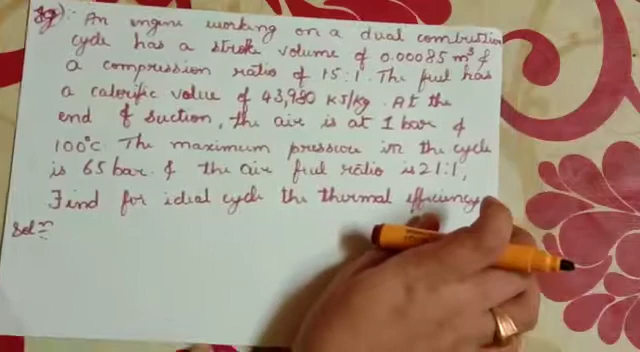 Eg):- An engine working on a dual combustion
cycle has a stroke volume of 0.00085 m³ &
a compression ratio of 15:1. The fuel has
a calorific value of 43,980 KJ/kg. At the
end of suction, the air is at 1 bar &
100°C. The maximum pressure in the cycle
is 65 bar & the air fuel ratio is 21:1,
Find for ideal cycle the thermal efficiency
Solⁿ